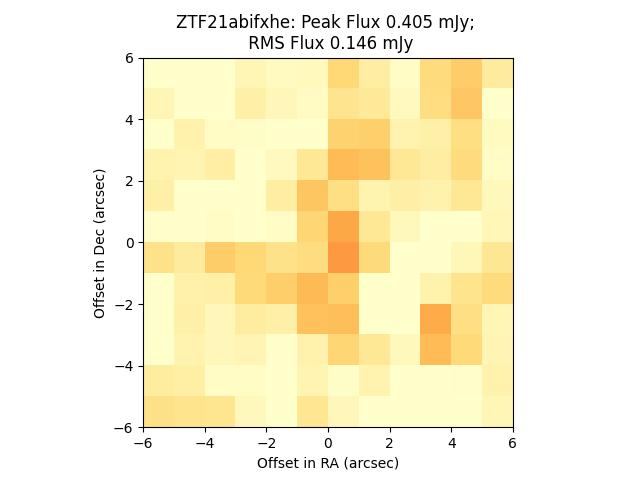 ZTF21abifxhe: Peak Flux 0.405 mJy;
RMS Flux 0.146 mJy
6
4
2
0
−2
−4
−6
Offset in Dec (arcsec)
−6 −4 −2 0 2 4 6
Offset in RA (arcsec)